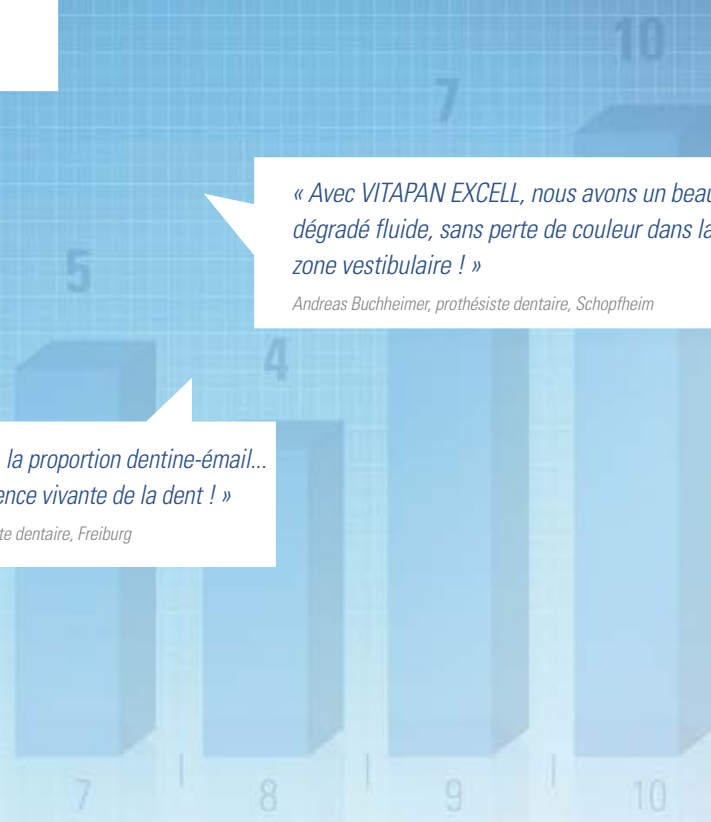 10
7
« Avec VITAPAN EXCELL, nous avons un beau
dégradé fluide, sans perte de couleur dans la
zone vestibulaire ! »
Andreas Buchheimer, prothésiste dentaire, Schopfheim
5
4
la proportion dentine-émail...
vivante de la dent ! »
dentaire, Freiburg
7 8 9 10